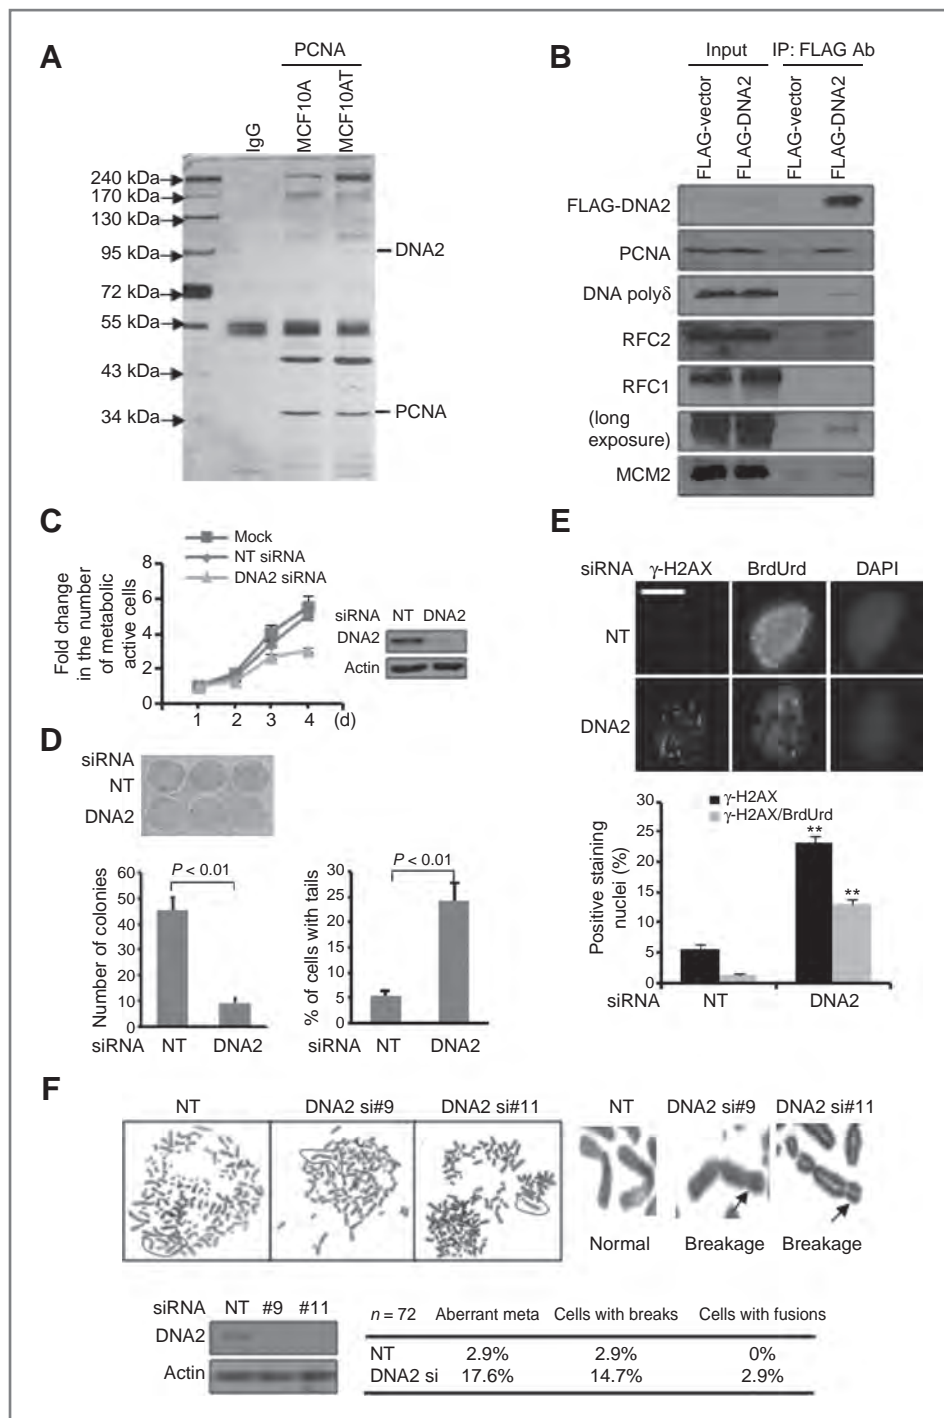 A
PCNA
IgG
MCF10A
MCF10AT
240 kDa
170 kDa
130 kDa
95 kDa
72 kDa
55 kDa
43 kDa
34 kDa
DNA2
PCNA
B
Input
IP: FLAG Ab
FLAG-vector
FLAG-DNA2
FLAG-vector
FLAG-DNA2
FLAG-DNA2
PCNA
DNA polyδ
RFC2
RFC1
(long
exposure)
MCM2
C
Mock
NT siRNA
DNA2 siRNA
Fold change
in the number
of metabolic
active cells
8
6
4
2
0
1 2 3 4 (d)
siRNA NT DNA2
DNA2
Actin
D
siRNA
NT
DNA2
P < 0.01
Number of colonies
60
50
40
30
20
10
0
siRNA NT DNA2
P < 0.01
% of cells with tails
30
25
20
15
10
5
0
siRNA NT DNA2
E
siRNA γ-H2AX BrdUrd DAPI
NT
DNA2
γ-H2AX
γ-H2AX/BrdUrd
Positive staining
nuclei (%)
30
25
20
15
10
5
0
**
**
siRNA NT DNA2
F
NT DNA2 si#9 DNA2 si#11 NT DNA2 si#9 DNA2 si#11
Normal Breakage Breakage
siRNA NT #9 #11
DNA2
Actin
n = 72 Aberrant meta Cells with breaks Cells with fusions
NT 2.9% 2.9% 0%
DNA2 si 17.6% 14.7% 2.9%